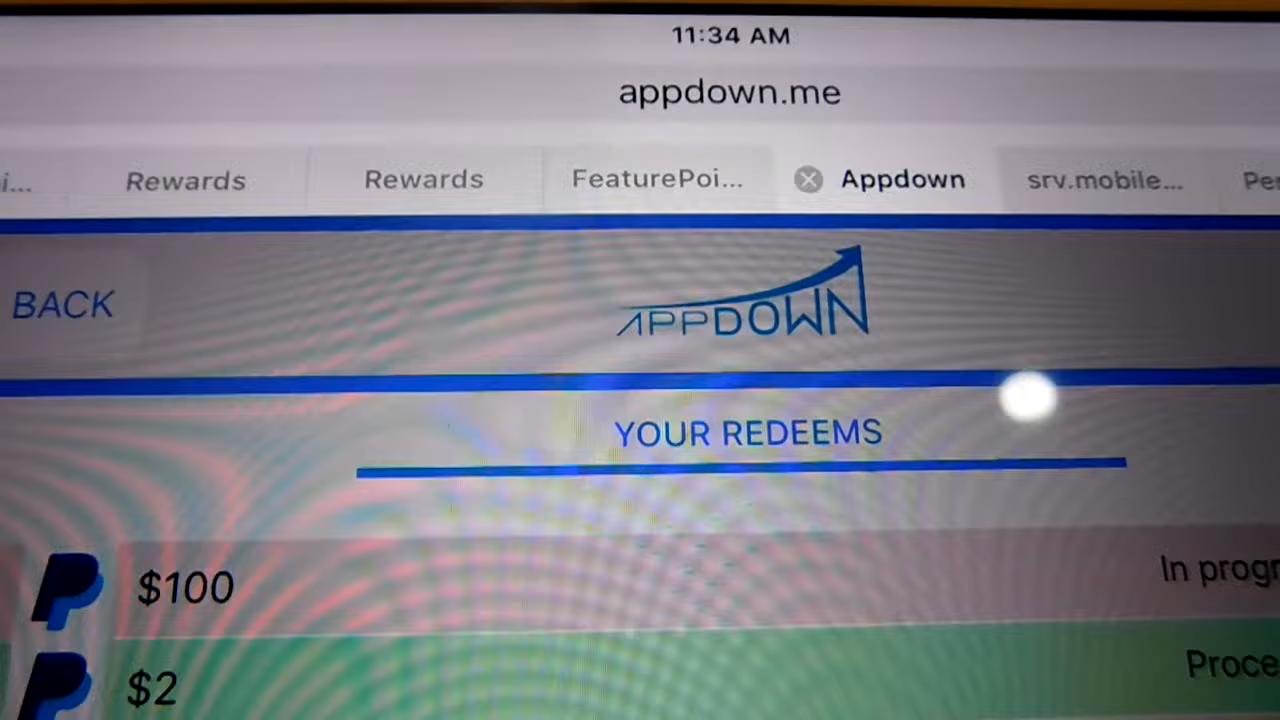 11:34 AM
appdown.me
i...
Rewards
Rewards
FeaturePoi...
Appdown
srv.mobile...
Per
BACK
APPDOWN
YOUR REDEEMS
$100
In progr
$2
Proce